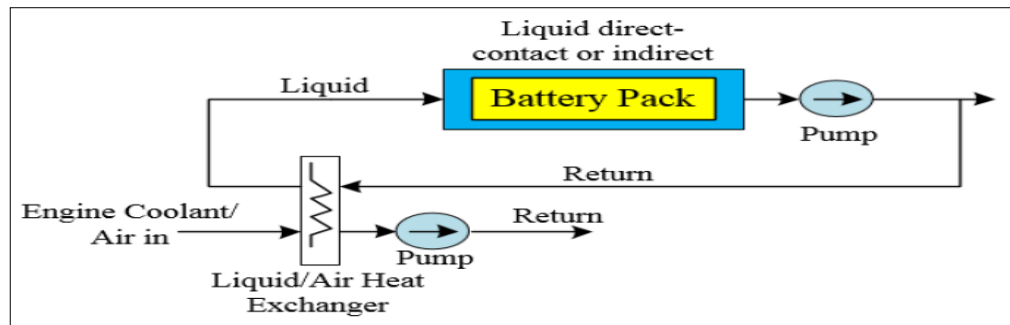 Liquid direct-
contact or indirect
Liquid
Battery Pack
Pump
Return
Engine Coolant/
Air in
Return
Pump
Liquid/Air Heat
Exchanger